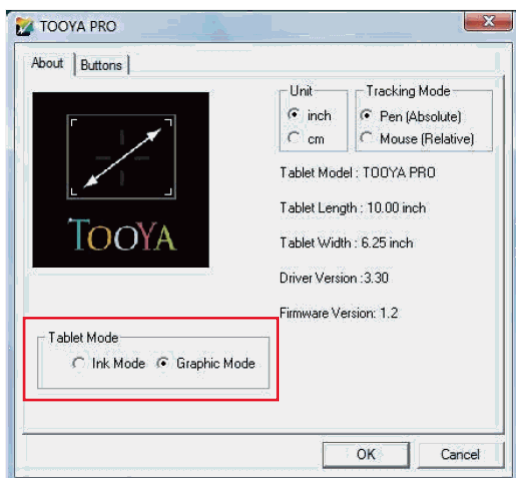 TOOYA PRO
About Buttons
TOOYA
Unit
inch
cm
Tracking Mode
Pen (Absolute)
Mouse (Relative)
Tablet Model : TOOYA PRO
Tablet Length : 10.00 inch
Tablet Width : 6.25 inch
Driver Version :3.30
Firmware Version: 1.2
Tablet Mode
Ink Mode Graphic Mode
OK Cancel